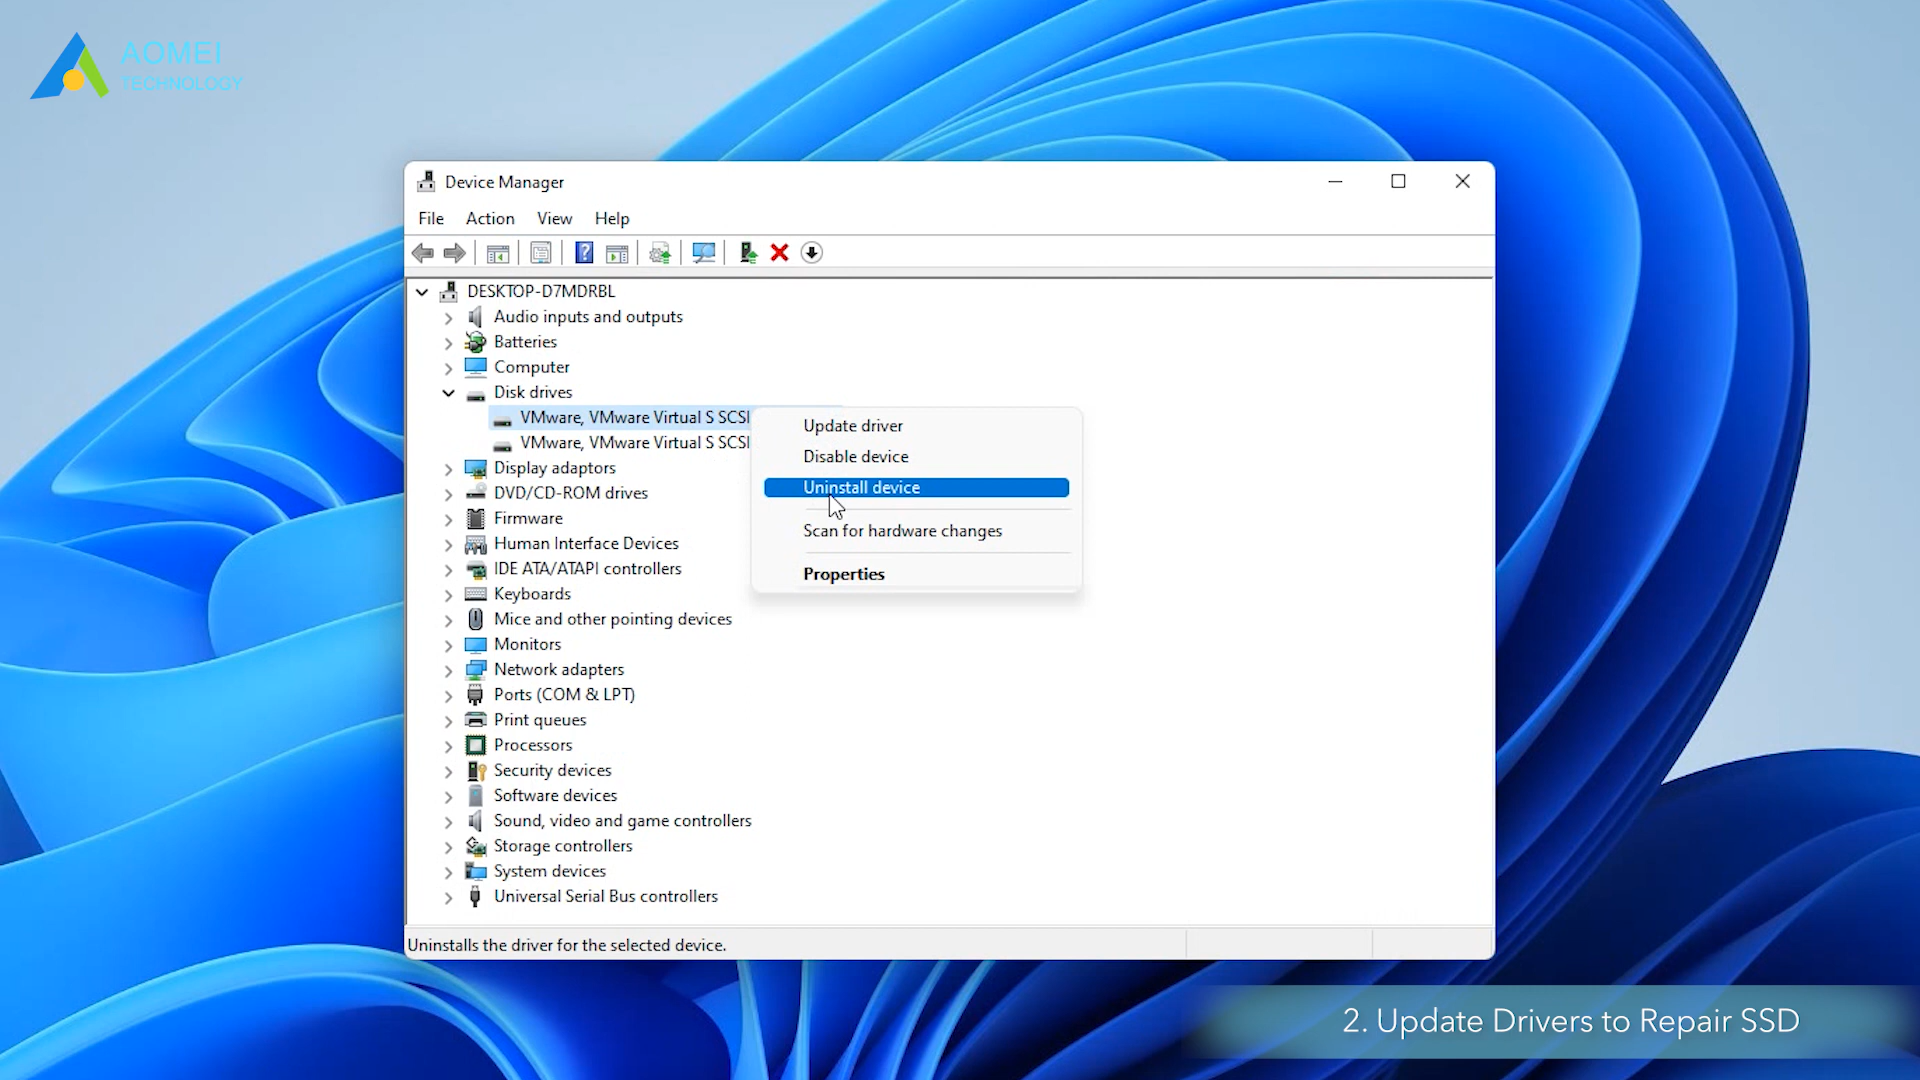 AOMEI
TECHNOLOGY
Device Manager
File Action View Help
DESKTOP-D7MDRBL
Audio inputs and outputs
Batteries
Computer
Disk drives
VMware, VMware Virtual S SCSI
VMware, VMware Virtual S SCSI
Update driver
Disable device
Uninstall device
Scan for hardware changes
Properties
Display adaptors
DVD/CD-ROM drives
Firmware
Human Interface Devices
IDE ATA/ATAPI controllers
Keyboards
Mice and other pointing devices
Monitors
Network adapters
Ports (COM & LPT)
Print queues
Processors
Security devices
Software devices
Sound, video and game controllers
Storage controllers
System devices
Universal Serial Bus controllers
Uninstalls the driver for the selected device.
2. Update Drivers to Repair SSD